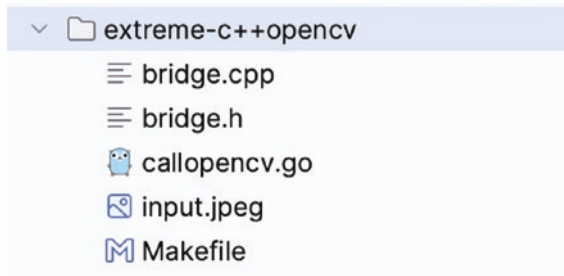 extreme-c++opencv
bridge.cpp
bridge.h
callopencv.go
input.jpeg
Makefile